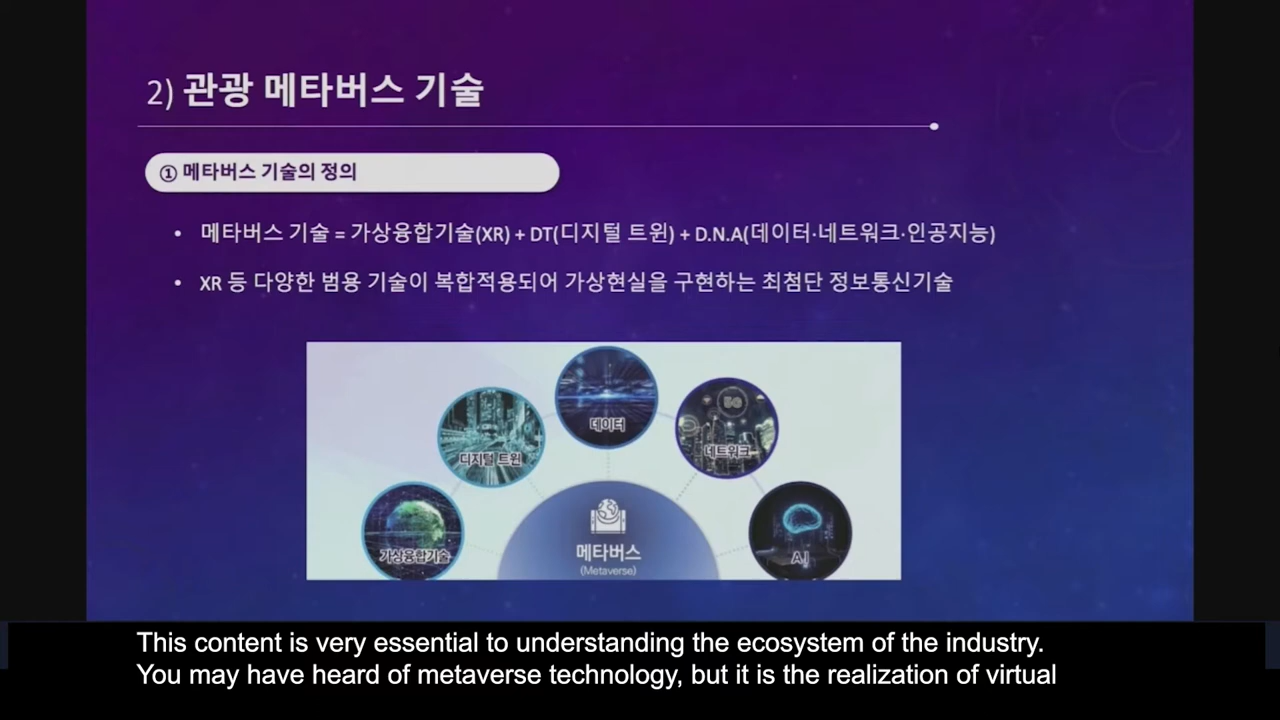 2) 관광 메타버스 기술
① 메타버스 기술의 정의
• 메타버스 기술 = 가상융합기술(XR) + DT(디지털 트윈) + D.N.A(데이터·네트워크·인공지능)
• XR 등 다양한 범용 기술이 복합적용되어 가상현실을 구현하는 최첨단 정보통신기술
데이터
5G
네트워크
디지털 트윈
가상융합기술
메타버스
(Metaverse)
A.I
This content is very essential to understanding the ecosystem of the industry.
You may have heard of metaverse technology, but it is the realization of virtual